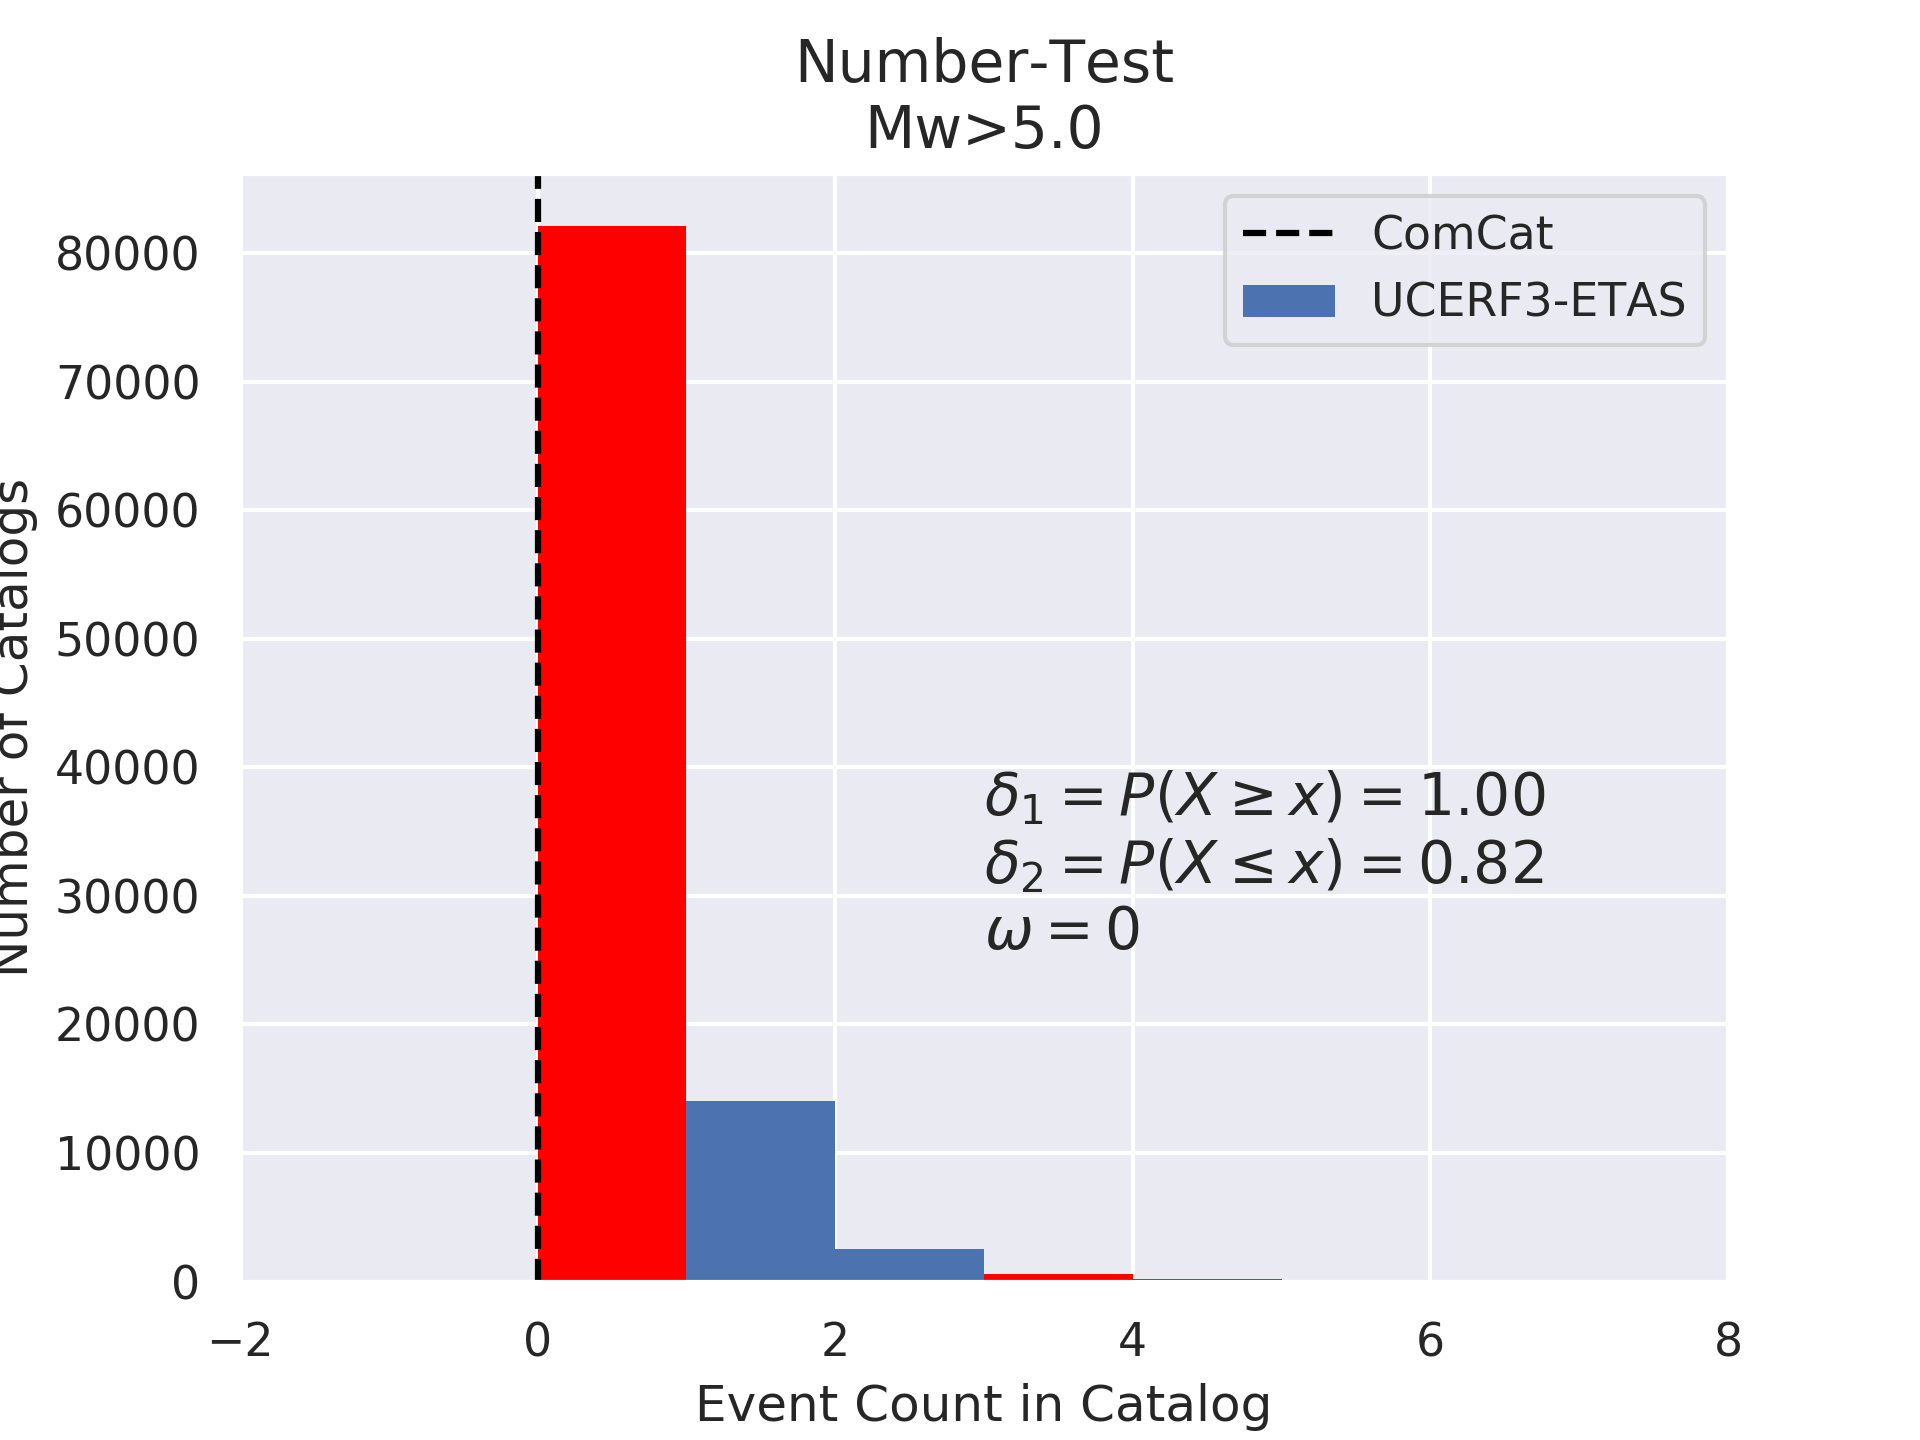 Number-Test
Mw>5.0
ComCat
UCERF3-ETAS
80000
70000
60000
50000
40000
30000
20000
10000
0
Number of Catalogs
δ₁ = P(X ≥ x) = 1.00
δ₂ = P(X ≤ x) = 0.82
ω = 0
−2 0 2 4 6 8
Event Count in Catalog